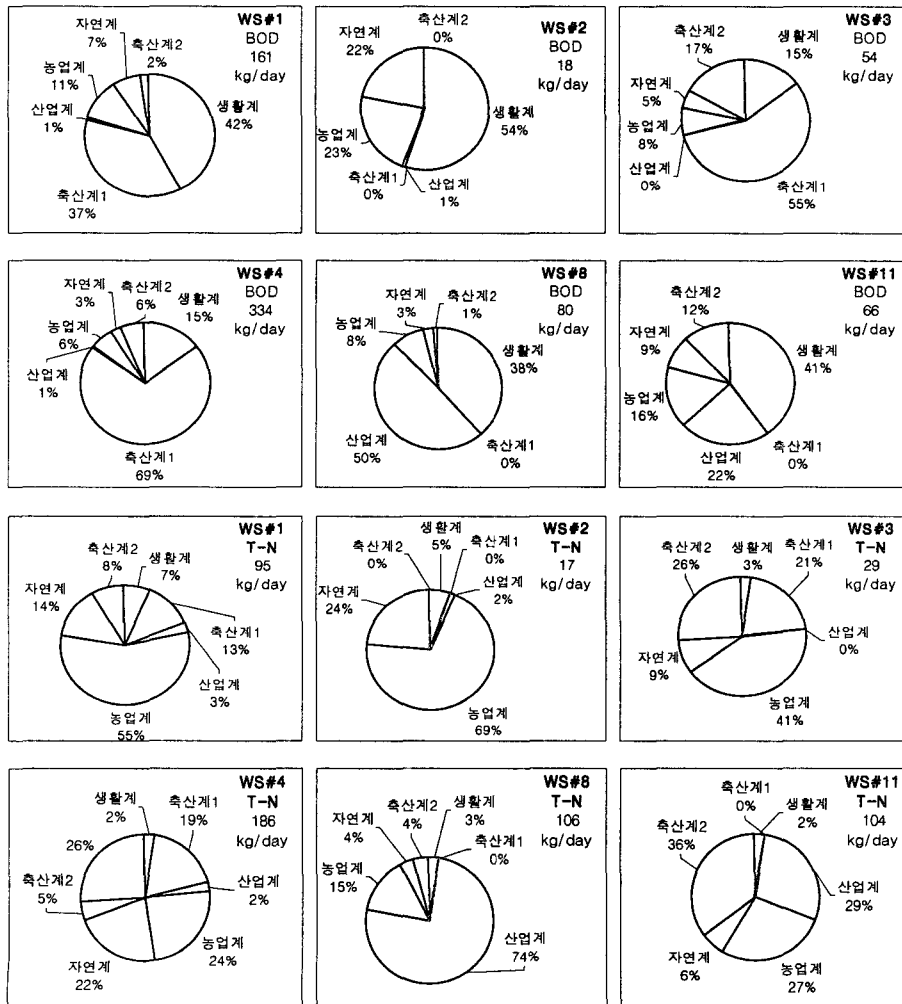 WS#1
BOD
161
kg/day
자연계
7%
축산계2
2%
농업계
11%
산업계
1%
생활계
42%
축산계1
37%
WS#2
BOD
18
kg/day
축산계2
0%
자연계
22%
생활계
54%
농업계
23%
축산계1
0%
산업계
1%
WS#3
BOD
54
kg/day
축산계2
17%
생활계
15%
자연계
5%
농업계
8%
산업계
0%
축산계1
55%
WS#4
BOD
334
kg/day
자연계
3%
축산계2
6%
생활계
15%
농업계
6%
산업계
1%
축산계1
69%
WS#8
BOD
80
kg/day
자연계
3%
축산계2
1%
농업계
8%
생활계
38%
산업계
50%
축산계1
0%
WS#11
BOD
66
kg/day
축산계2
12%
자연계
9%
생활계
41%
농업계
16%
산업계
22%
축산계1
0%
WS#1
T-N
95
kg/day
축산계2
8%
생활계
7%
자연계
14%
축산계1
13%
산업계
3%
농업계
55%
WS#2
T-N
17
kg/day
생활계
5%
축산계1
0%
축산계2
0%
산업계
2%
자연계
24%
농업계
69%
WS#3
T-N
29
kg/day
축산계2
26%
생활계
3%
축산계1
21%
산업계
0%
자연계
9%
농업계
41%
WS#4
T-N
186
kg/day
생활계
2%
축산계1
19%
26%
축산계2
5%
산업계
2%
자연계
22%
농업계
24%
WS#8
T-N
106
kg/day
자연계
4%
축산계2
4%
생활계
3%
축산계1
0%
농업계
15%
산업계
74%
WS#11
T-N
104
kg/day
축산계1
0%
생활계
2%
축산계2
36%
산업계
29%
자연계
6%
농업계
27%